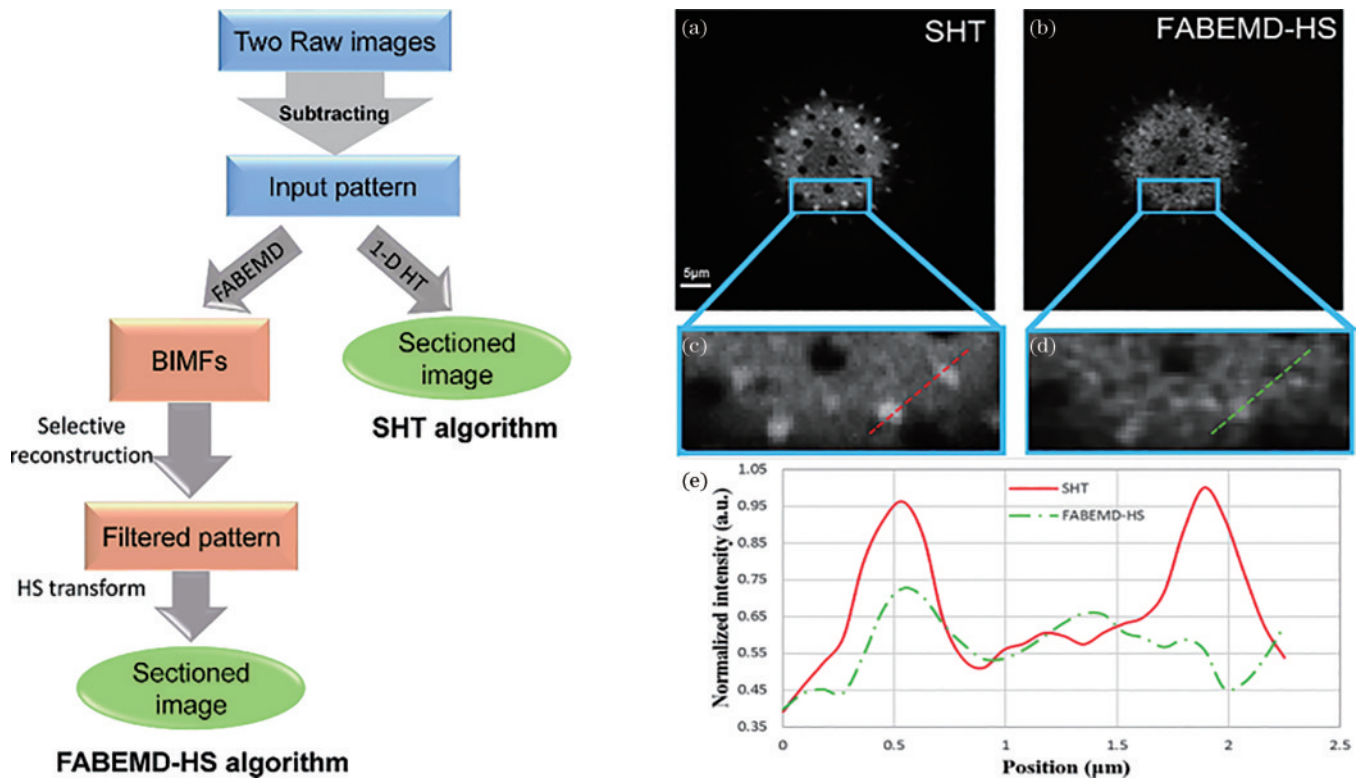 Two Raw images
Subtracting
Input pattern
FABEMD
1-D HT
BIMFs
Sectioned
image
SHT algorithm
Selective
reconstruction
Filtered pattern
HS transform
Sectioned
image
FABEMD-HS algorithm
(a)
SHT
5μm
(b)
FABEMD-HS
(c)
(d)
(e)
Normalized intensity (a.u.)
1.05
0.95
0.85
0.75
0.65
0.55
0.45
0.35
SHT
FABEMD-HS
0
0.5
1
1.5
2
2.5
Position (μm)